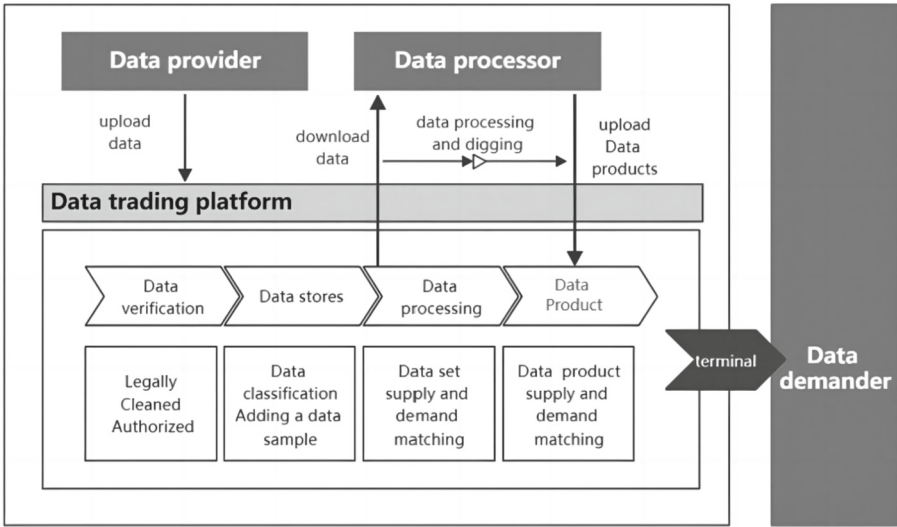 Data provider
Data processor
upload
data
download
data
data processing
and digging
upload
Data
products
Data trading platform
Data
verification
Data stores
Data
processing
Data
Product
Legally
Cleaned
Authorized
Data
classification
Adding a data
sample
Data set
supply and
demand
matching
Data product
supply and
demand
matching
terminal
Data
demander